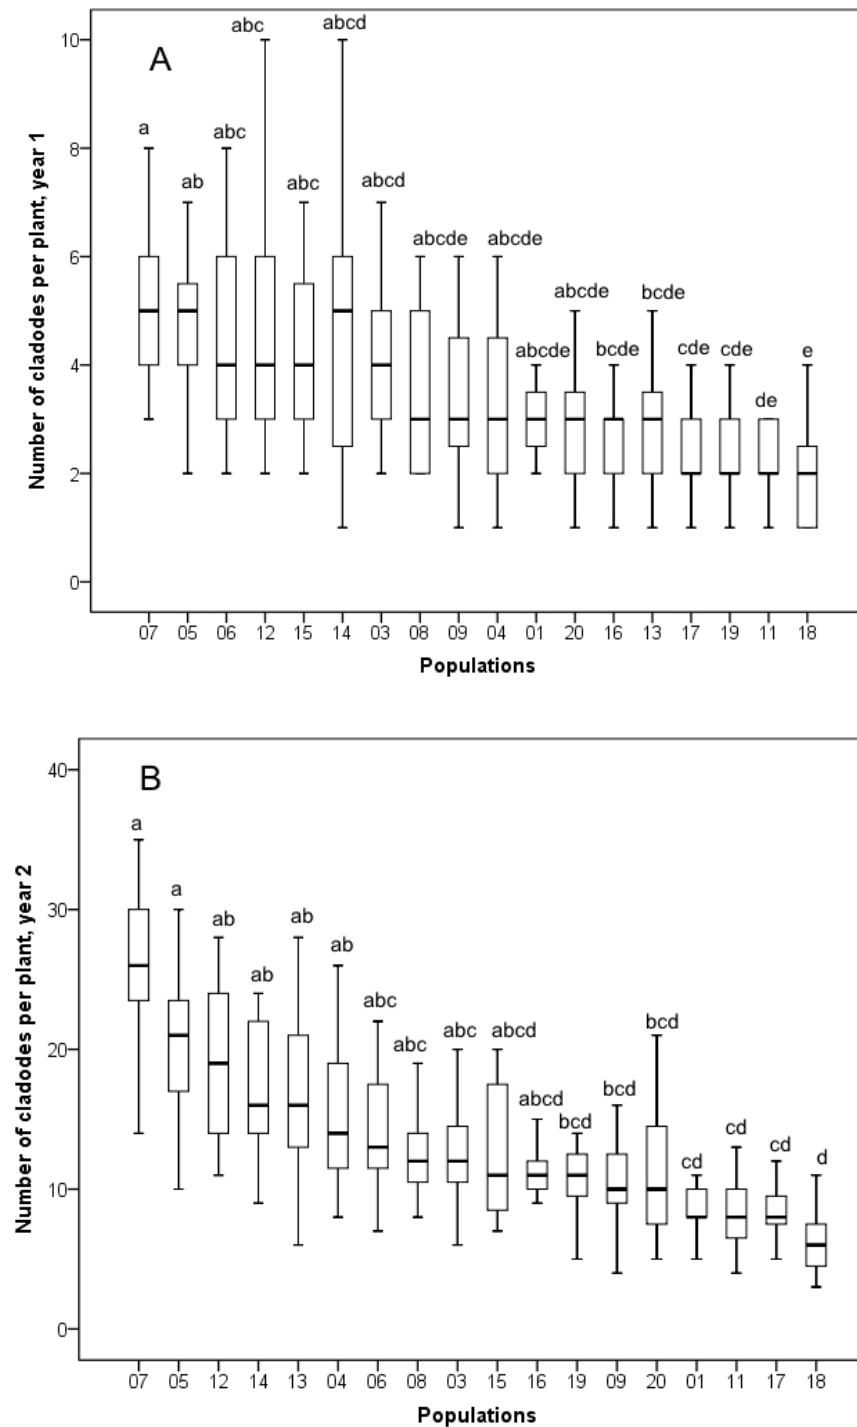 A
Number of cladodes per plant, year 1
10
8
6
4
2
0
a
ab
abc
abc
abc
abcd
abcd
abcde
abcde
abcde
abcde
bcde
bcde
cde
cde
de
e
07 05 06 12 15 14 03 08 09 04 01 20 16 13 17 19 11 18
Populations
B
Number of cladodes per plant, year 2
40
30
20
10
0
a
a
ab
ab
ab
ab
abc
abc
abc
abcd
abcd
bcd
bcd
bcd
cd
cd
cd
d
07 05 12 14 13 04 06 08 03 15 16 19 09 20 01 11 17 18
Populations